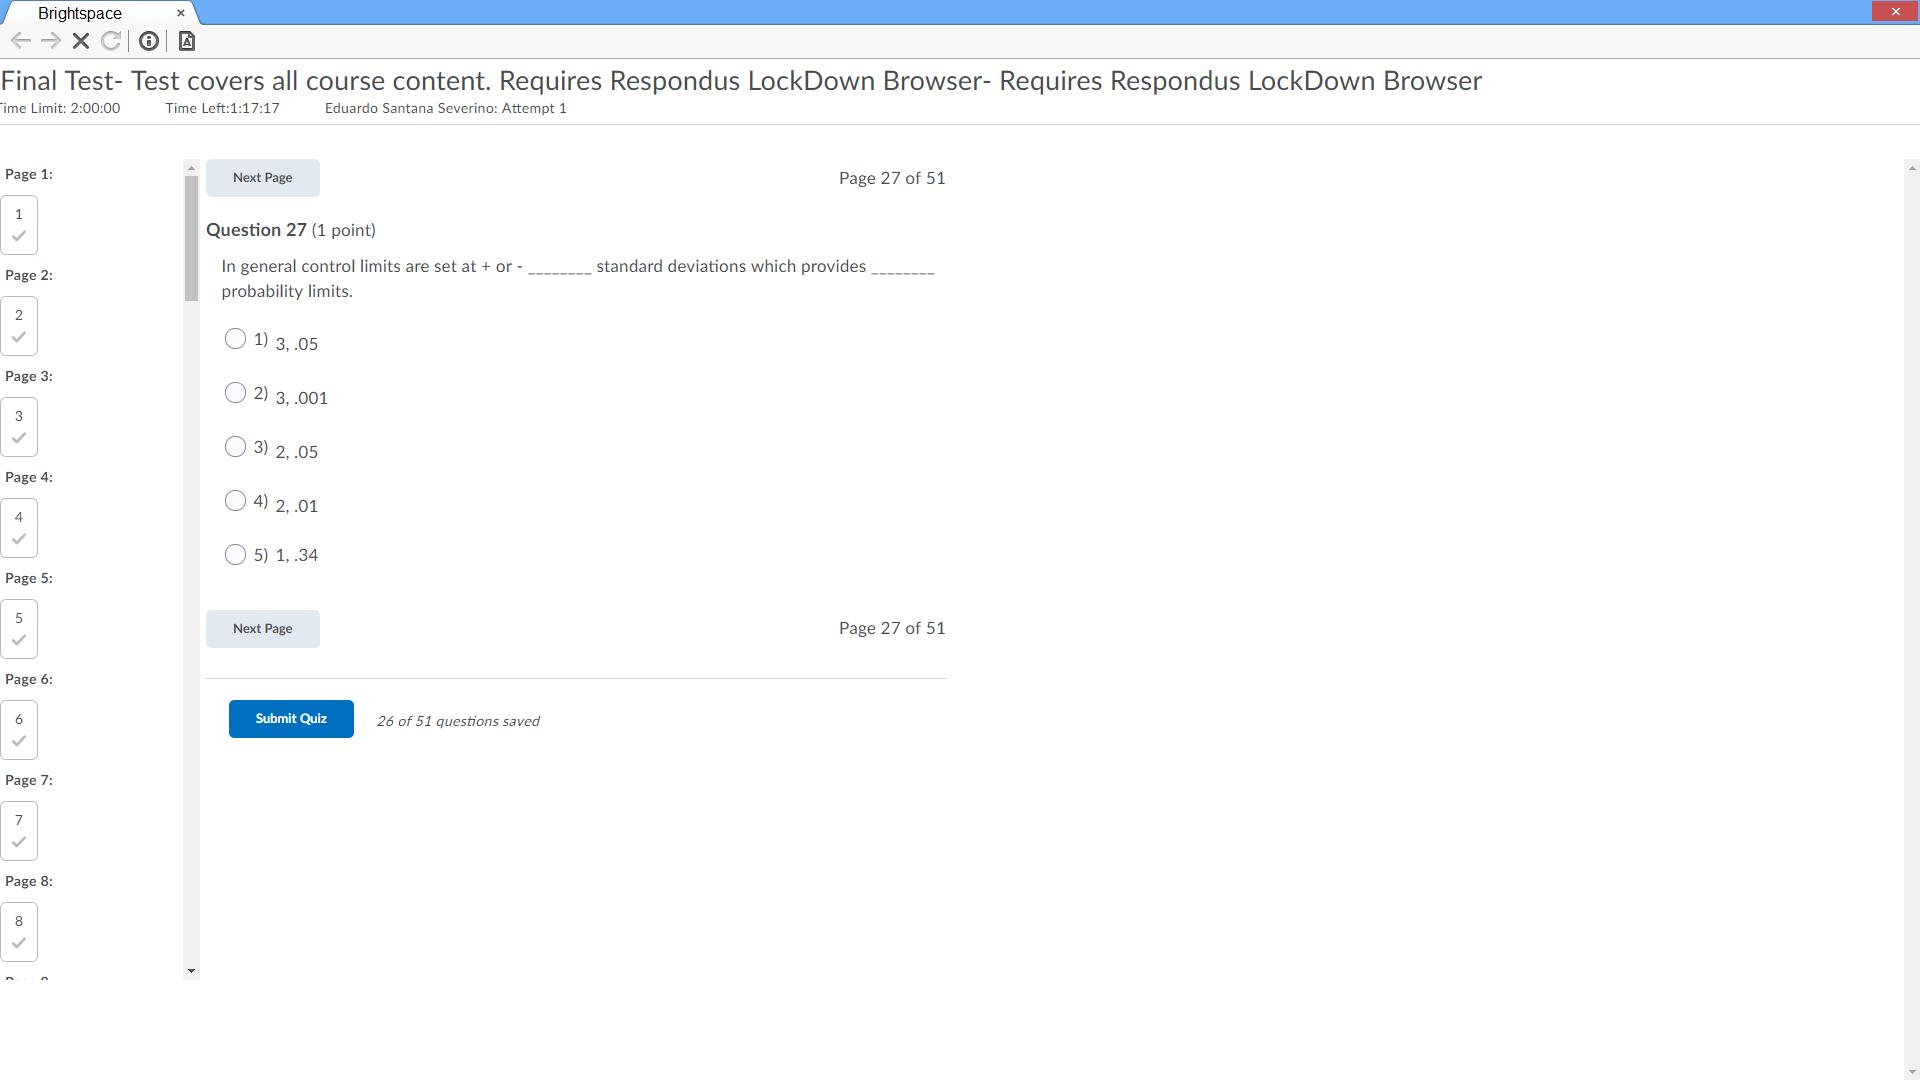 Brightspace
Final Test- Test covers all course content. Requires Respondus LockDown Browser- Requires Respondus LockDown Browser
Time Limit: 2:00:00 Time Left:1:17:17 Eduardo Santana Severino: Attempt 1
Page 1:
1
Page 2:
2
Page 3:
3
Page 4:
4
Page 5:
5
Page 6:
6
Page 7:
7
Page 8:
8
Next Page
Page 27 of 51
Question 27 (1 point)
In general control limits are set at + or - ________ standard deviations which provides ________
probability limits.
1) 3, .05
2) 3, .001
3) 2, .05
4) 2, .01
5) 1, .34
Next Page
Page 27 of 51
Submit Quiz
26 of 51 questions saved